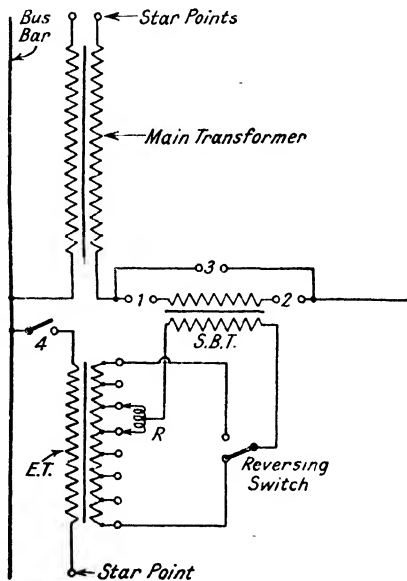 Bus
Bar
Star Points
Main Transformer
3
1
2
S.B.T.
4
R
E.T.
Reversing
Switch
Star Point